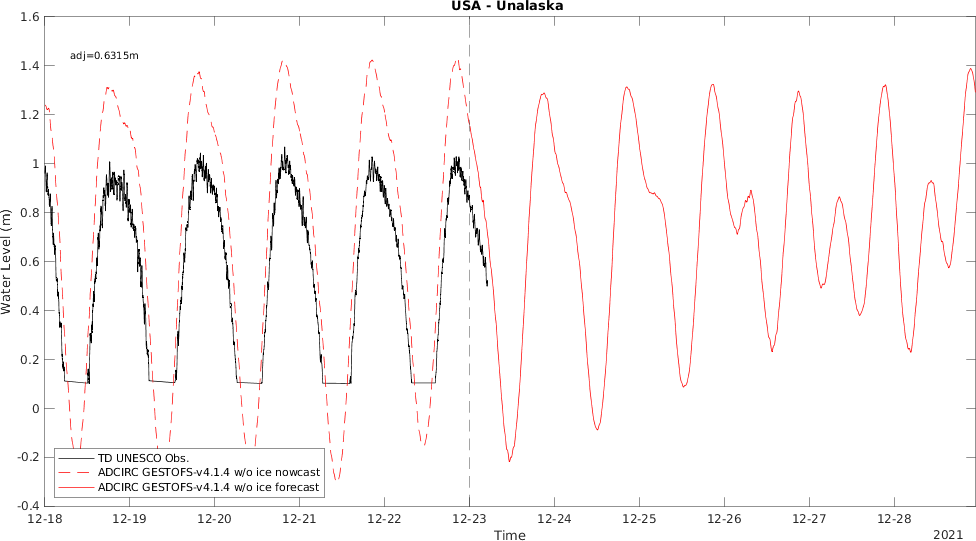 USA - Unalaska
1.6
1.4
adj=0.6315m
1.2
1
0.8
Water Level (m)
0.6
0.4
0.2
0
-0.2
TD UNESCO Obs.
ADCIRC GESTOFS-v4.1.4 w/o ice nowcast
ADCIRC GESTOFS-v4.1.4 w/o ice forecast
-0.4
12-18 12-19 12-20 12-21 12-22 12-23 12-24 12-25 12-26 12-27 12-28
Time
2021